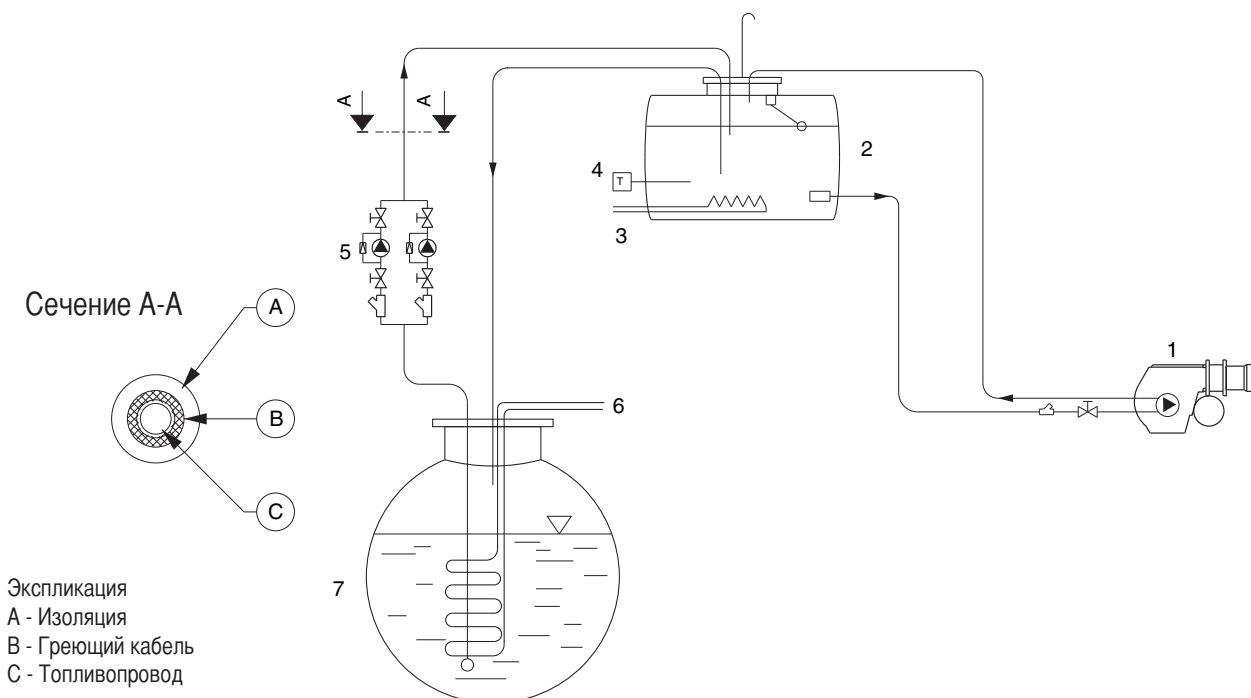 A
A
2
4
T
3
5
Сечение А-А
A
1
B
6
C
7
Экспликация
А - Изоляция
В - Греющий кабель
С - Топливопровод